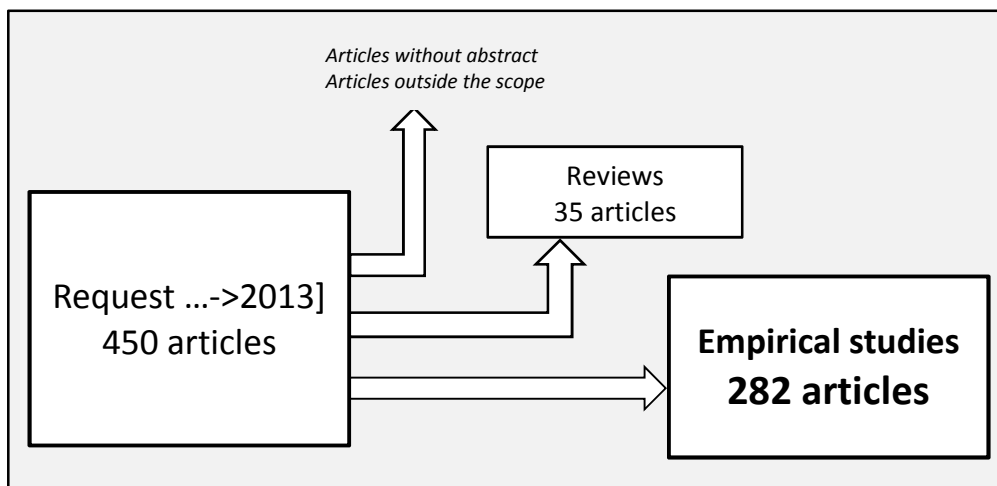 Articles without abstract
Articles outside the scope
Reviews
35 articles
Request ...->2013]
450 articles
Empirical studies
282 articles